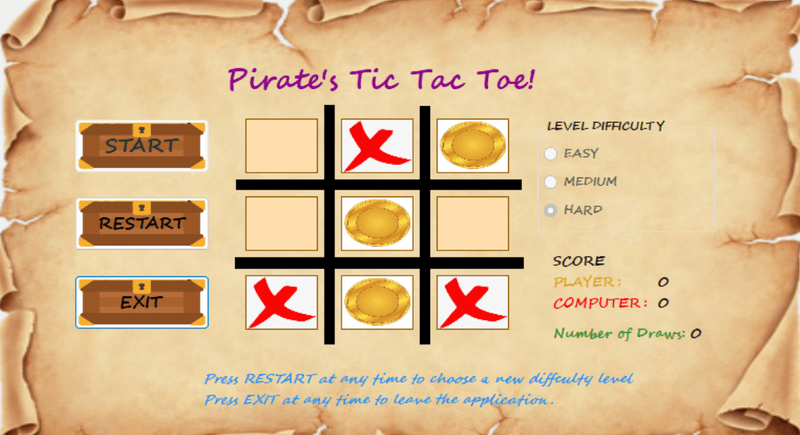 Pirate's Tic Tac Toe!
START
RESTART
EXIT
LEVEL DIFFICULTY
EASY
MEDIUM
HARD
SCORE
PLAYER: 0
COMPUTER: 0
Number of Draws: 0
Press RESTART at any time to choose a new diffculty level
Press EXIT at any time to leave the application.